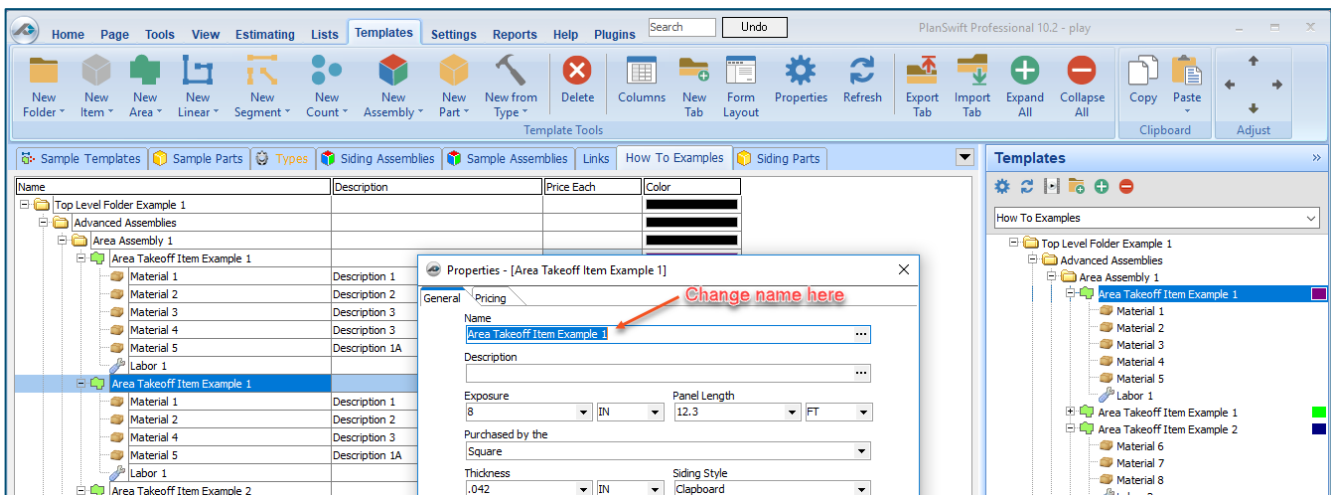 Search
Undo
PlanSwift Professional 10.2 - play
Home Page Tools View Estimating Lists Templates Settings Reports Help Plugins
New Folder
New Item
New Area
New Linear
New Segment
New Count
New Assembly
New Part
New from Type
Delete
Columns
New Tab
Form Layout
Properties
Refresh
Export Tab
Import Tab
Expand All
Collapse All
Copy
Paste
Template Tools
Clipboard
Adjust
Sample Templates
Sample Parts
Types
Siding Assemblies
Sample Assemblies
Links
How To Examples
Siding Parts
Name Description Price Each Color
Top Level Folder Example 1
Advanced Assemblies
Area Assembly 1
Area Takeoff Item Example 1
Material 1 Description 1
Material 2 Description 2
Material 3 Description 3
Material 4 Description 3
Material 5 Description 1A
Labor 1
Area Takeoff Item Example 1
Material 1 Description 1
Material 2 Description 2
Material 4 Description 3
Material 5 Description 1A
Labor 1
Area Takeoff Item Example 2
Properties - [Area Takeoff Item Example 1]
General Pricing
Change name here
Name
Area Takeoff Item Example 1
Description
Exposure Panel Length
8 IN 12.3 FT
Purchased by the
Square
Thickness Siding Style
.042 IN Clapboard
Templates
How To Examples
Top Level Folder Example 1
Advanced Assemblies
Area Assembly 1
Area Takeoff Item Example 1
Material 1
Material 2
Material 3
Material 4
Material 5
Labor 1
Area Takeoff Item Example 1
Area Takeoff Item Example 2
Material 6
Material 7
Material 8